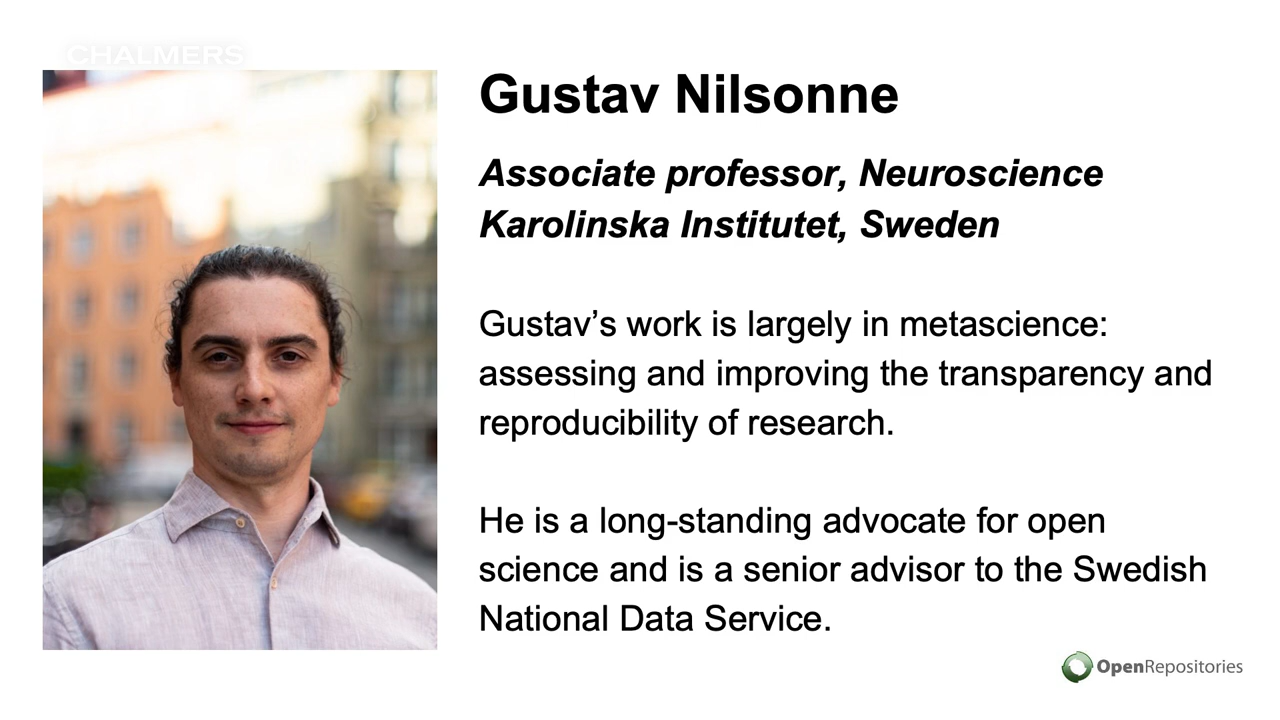 CHALMERS
Gustav Nilsonne
Associate professor, Neuroscience
Karolinska Institutet, Sweden
Gustav’s work is largely in metascience:
assessing and improving the transparency and
reproducibility of research.
He is a long-standing advocate for open
science and is a senior advisor to the Swedish
National Data Service.
OpenRepositories